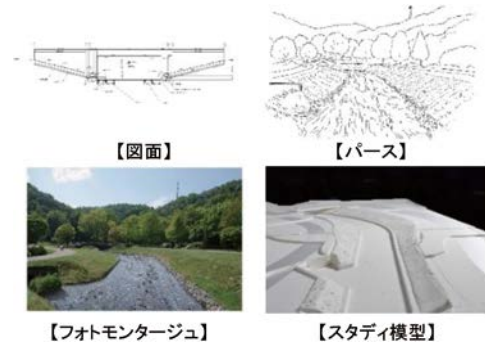 【図面】
【パース】
【フォトモンタージュ】
【スタディ模型】